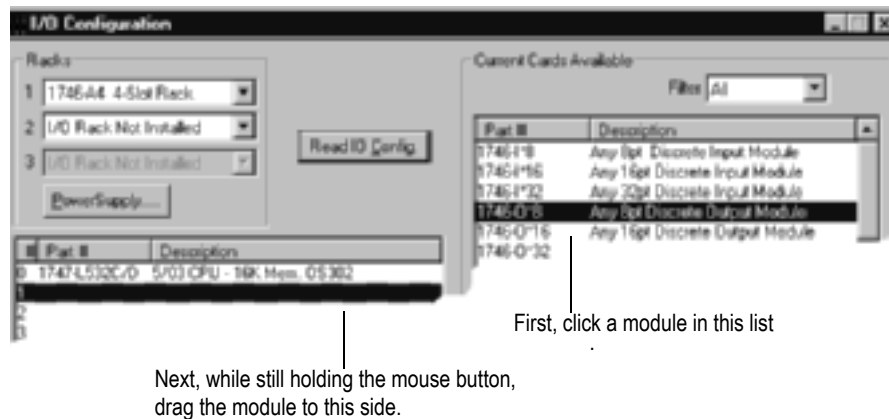 I/O Configuration
Racks
1 1746-A4 4-Slot Rack
2 I/O Rack Not Installed
3 I/O Rack Not Installed
PowerSupply....
Read IO Config.
Current Cards Available
Filter All
Part # Description
1746-I*8 Any 8pt Discrete Input Module
1746-I*16 Any 16pt Discrete Input Module
1746-I*32 Any 32pt Discrete Input Module
1746-O*8 Any 8pt Discrete Output Module
1746-O*16 Any 16pt Discrete Output Module
1746-O*32
# Part # Description
0 1747-L532C/D 5/03 CPU - 16K Mem. OS302
1
2
3
First, click a module in this list
.
Next, while still holding the mouse button,
drag the module to this side.